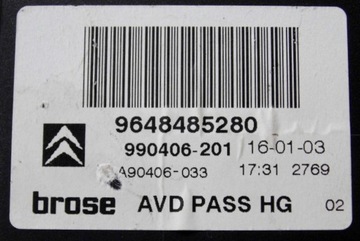 9648485280
990406-201 16-01-03
A90406-033 17:31 2769
brose AVD PASS HG 02